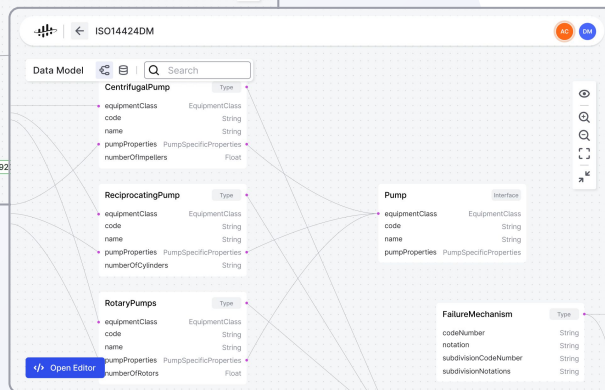 ISO14424DM
AC
DM
Data Model
Search
92
CentrifugalPump Type
equipmentClass EquipmentClass
code String
name String
pumpProperties PumpSpecificProperties
numberOfImpellers Float
ReciprocatingPump Type
equipmentClass EquipmentClass
code String
name String
pumpProperties PumpSpecificProperties
numberOfCylinders String
RotaryPumps Type
equipmentClass EquipmentClass
code String
name String
pumpProperties PumpSpecificProperties
numberOfRotors Float
Pump Interface
equipmentClass EquipmentClass
code String
name String
pumpProperties PumpSpecificProperties
FailureMechanism Type
codeNumber String
notation String
subdivisionCodeNumber String
subdivisionNotations String
</> Open Editor